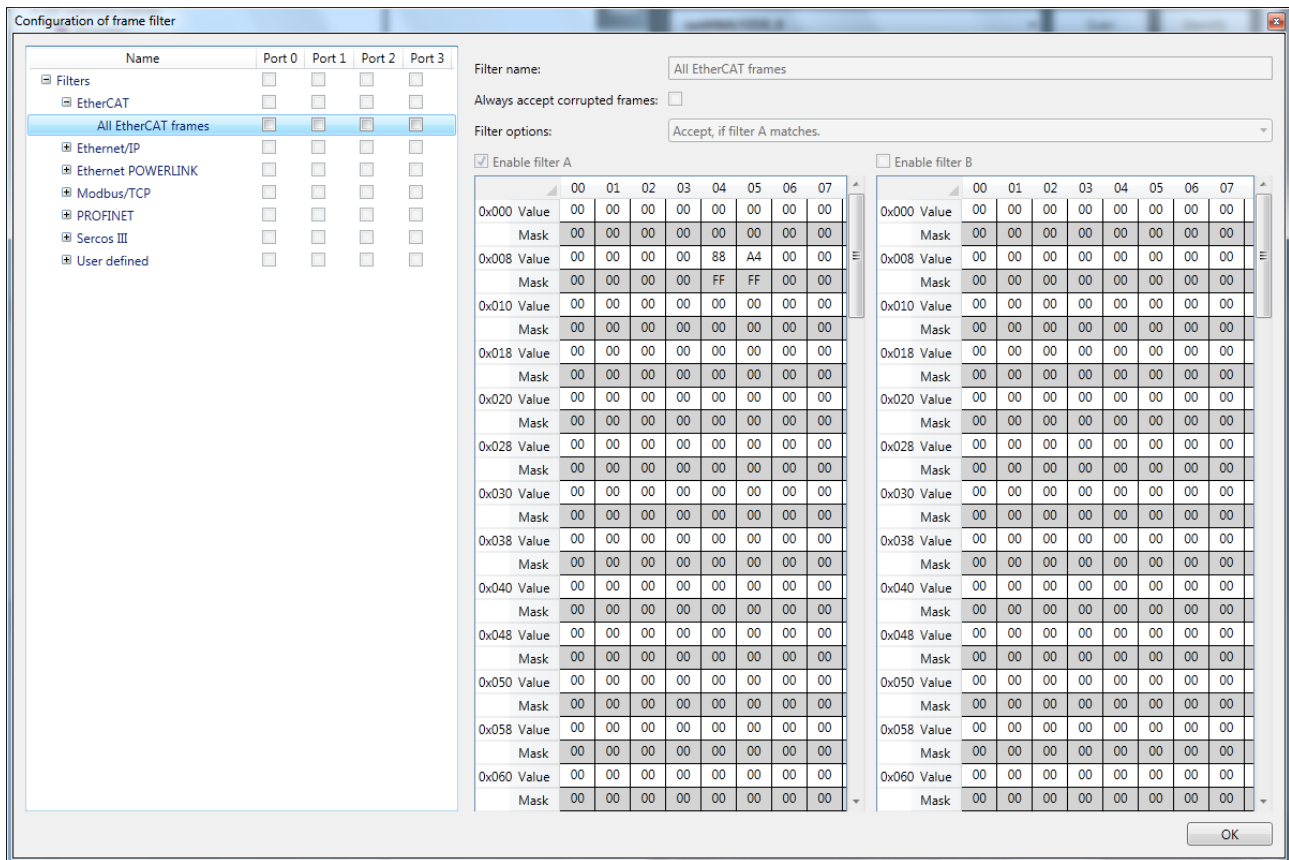 Configuration of frame filter
Name Port 0 Port 1 Port 2 Port 3
Filters
EtherCAT
All EtherCAT frames
Ethernet/IP
Ethernet POWERLINK
Modbus/TCP
PROFINET
Sercos III
User defined
Filter name: All EtherCAT frames
Always accept corrupted frames:
Filter options: Accept, if filter A matches.
Enable filter A
00 01 02 03 04 05 06 07
0x000 Value 00 00 00 00 00 00 00 00
Mask 00 00 00 00 00 00 00 00
0x008 Value 00 00 00 00 88 A4 00 00
Mask 00 00 00 00 FF FF 00 00
0x010 Value 00 00 00 00 00 00 00 00
Mask 00 00 00 00 00 00 00 00
0x018 Value 00 00 00 00 00 00 00 00
Mask 00 00 00 00 00 00 00 00
0x020 Value 00 00 00 00 00 00 00 00
Mask 00 00 00 00 00 00 00 00
0x028 Value 00 00 00 00 00 00 00 00
Mask 00 00 00 00 00 00 00 00
0x030 Value 00 00 00 00 00 00 00 00
Mask 00 00 00 00 00 00 00 00
0x038 Value 00 00 00 00 00 00 00 00
Mask 00 00 00 00 00 00 00 00
0x040 Value 00 00 00 00 00 00 00 00
Mask 00 00 00 00 00 00 00 00
0x048 Value 00 00 00 00 00 00 00 00
Mask 00 00 00 00 00 00 00 00
0x050 Value 00 00 00 00 00 00 00 00
Mask 00 00 00 00 00 00 00 00
0x058 Value 00 00 00 00 00 00 00 00
Mask 00 00 00 00 00 00 00 00
0x060 Value 00 00 00 00 00 00 00 00
Mask 00 00 00 00 00 00 00 00
Enable filter B
00 01 02 03 04 05 06 07
0x000 Value 00 00 00 00 00 00 00 00
Mask 00 00 00 00 00 00 00 00
0x008 Value 00 00 00 00 00 00 00 00
Mask 00 00 00 00 00 00 00 00
0x010 Value 00 00 00 00 00 00 00 00
Mask 00 00 00 00 00 00 00 00
0x018 Value 00 00 00 00 00 00 00 00
Mask 00 00 00 00 00 00 00 00
0x020 Value 00 00 00 00 00 00 00 00
Mask 00 00 00 00 00 00 00 00
0x028 Value 00 00 00 00 00 00 00 00
Mask 00 00 00 00 00 00 00 00
0x030 Value 00 00 00 00 00 00 00 00
Mask 00 00 00 00 00 00 00 00
0x038 Value 00 00 00 00 00 00 00 00
Mask 00 00 00 00 00 00 00 00
0x040 Value 00 00 00 00 00 00 00 00
Mask 00 00 00 00 00 00 00 00
0x048 Value 00 00 00 00 00 00 00 00
Mask 00 00 00 00 00 00 00 00
0x050 Value 00 00 00 00 00 00 00 00
Mask 00 00 00 00 00 00 00 00
0x058 Value 00 00 00 00 00 00 00 00
Mask 00 00 00 00 00 00 00 00
0x060 Value 00 00 00 00 00 00 00 00
Mask 00 00 00 00 00 00 00 00
OK